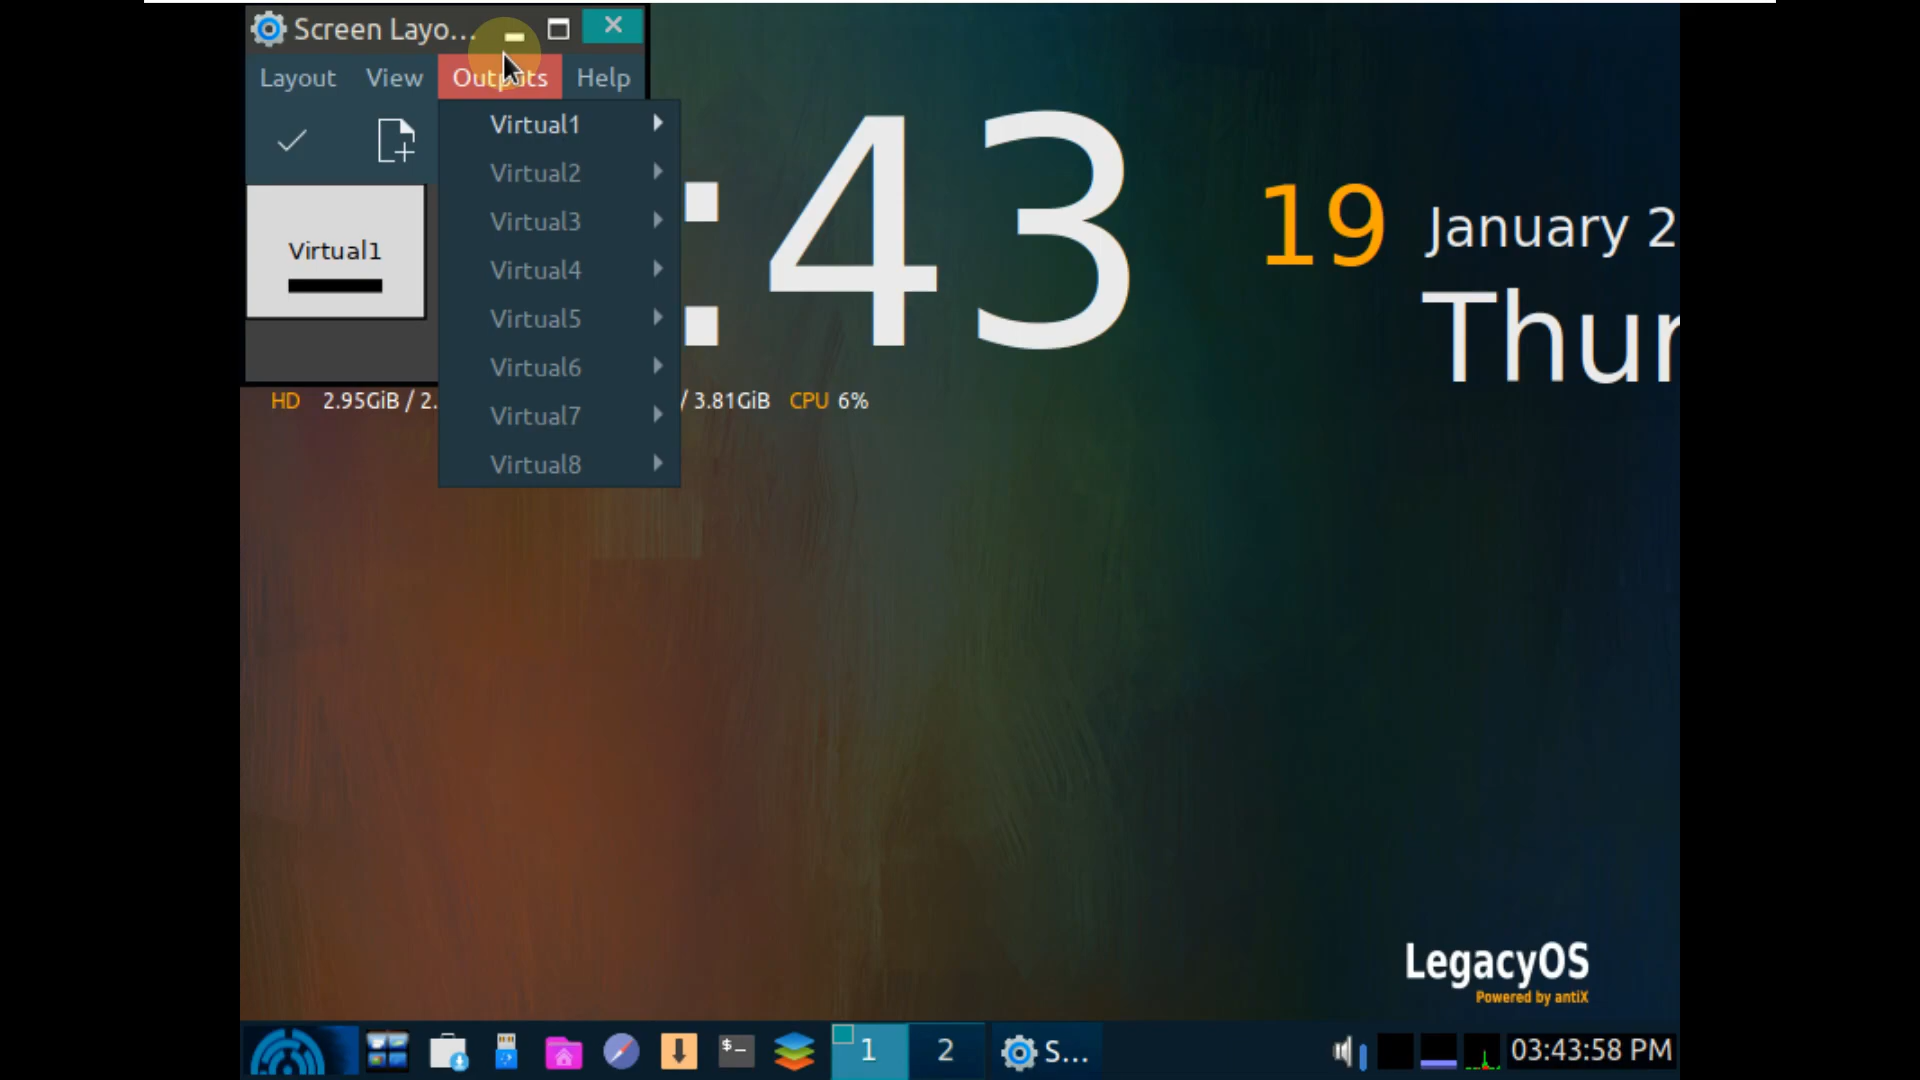 Screen Layo...
Layout View Outputs Help
Virtual1
Virtual2
Virtual3
Virtual4
Virtual5
Virtual6
Virtual7
Virtual8
Virtual1
:43
19 January 2
Thur
HD 2.95GiB / 2. / 3.81GiB CPU 6%
LegacyOS
Powered by antiX
$_
1
2
S...
03:43:58 PM